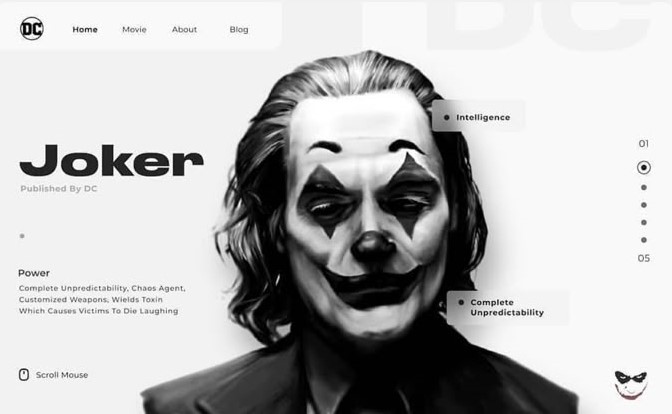 DC
DC
Home
Movie
About
Blog
Intelligence
01
Joker
Published By DC
05
Power
Complete Unpredictability, Chaos Agent,
Customized Weapons, Wields Toxin
Which Causes Victims To Die Laughing
Complete
Unpredictability
Scroll Mouse